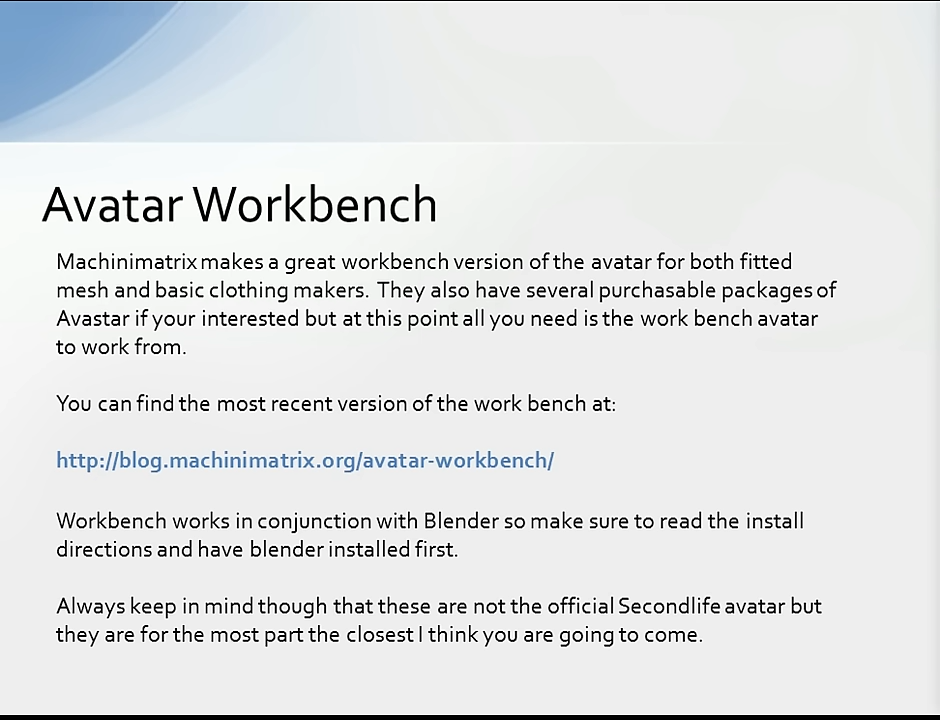 Avatar Workbench
Machinimatrix makes a great workbench version of the avatar for both fitted
mesh and basic clothing makers. They also have several purchasable packages of
Avastar if your interested but at this point all you need is the work bench avatar
to work from.
You can find the most recent version of the work bench at:
http://blog.machinimatrix.org/avatar-workbench/
Workbench works in conjunction with Blender so make sure to read the install
directions and have blender installed first.
Always keep in mind though that these are not the official Secondlife avatar but
they are for the most part the closest I think you are going to come.